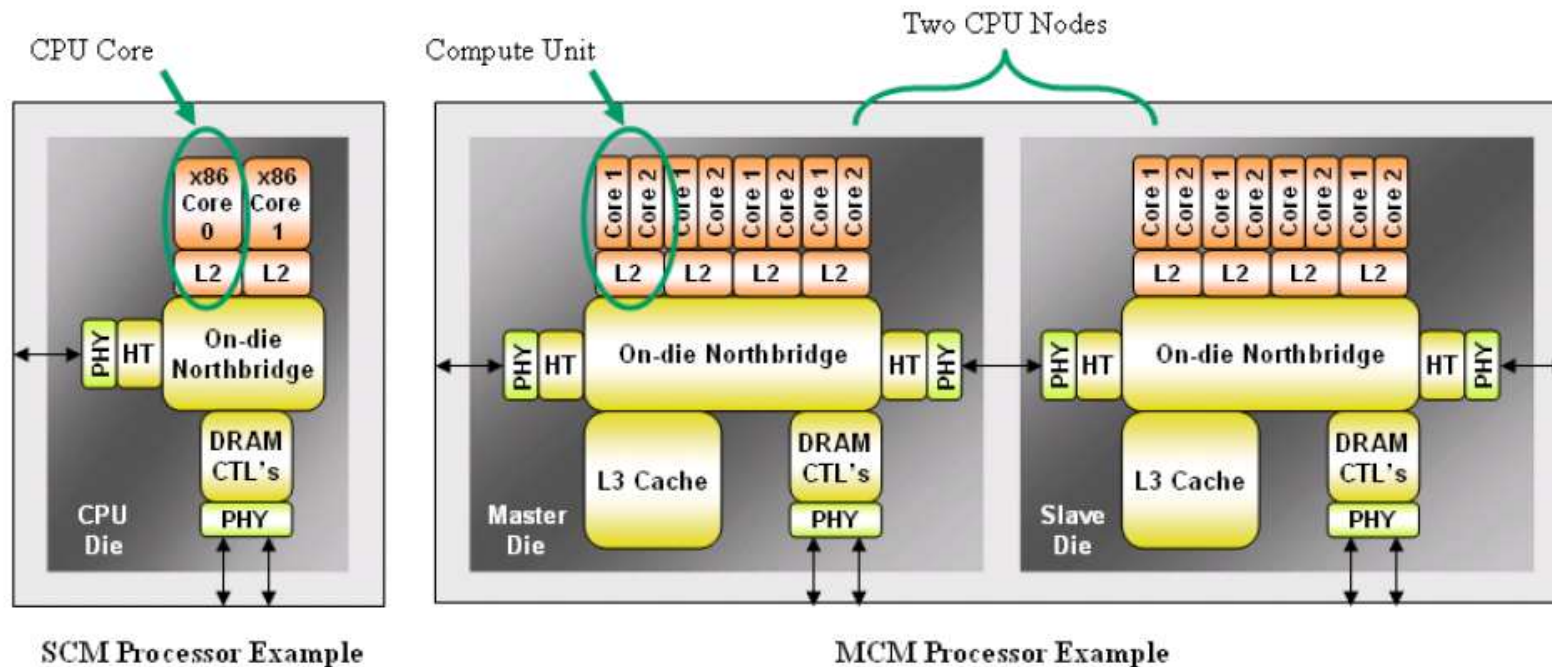 Two CPU Nodes
CPU Core
Compute Unit
x86
Core
0
x86
Core
1
L2
L2
PHY
HT
On-die
Northbridge
DRAM
CTL's
PHY
CPU
Die
SCM Processor Example
Core 1
Core 2
Core 1
Core 2
Core 1
Core 2
Core 1
Core 2
L2
L2
L2
L2
PHY
HT
On-die Northbridge
HT
PHY
L3 Cache
DRAM
CTL's
PHY
Master
Die
Core 1
Core 2
Core 1
Core 2
Core 1
Core 2
Core 1
Core 2
L2
L2
L2
L2
PHY
HT
On-die Northbridge
HT
PHY
L3 Cache
DRAM
CTL's
PHY
Slave
Die
MCM Processor Example